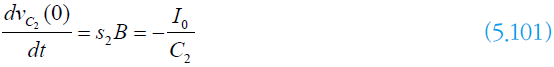 dv_{C_2}(0)/dt = s_2B = -I_0/C_2 (5.101)